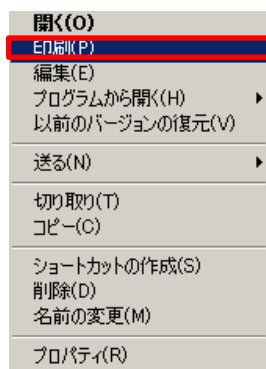 開く(O)
印刷(P)
編集(E)
プログラムから開く(H)
以前のバージョンの復元(V)
送る(N)
切り取り(T)
コピー(C)
ショートカットの作成(S)
削除(D)
名前の変更(M)
プロパティ(R)